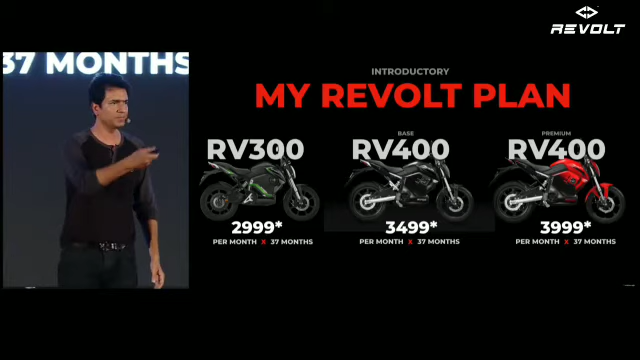 REVOLT
37 MONTHS
INTRODUCTORY
MY REVOLT PLAN
RV300
2999*
PER MONTH X 37 MONTHS
BASE
RV400
3499*
PER MONTH X 37 MONTHS
PREMIUM
RV400
3999*
PER MONTH X 37 MONTHS